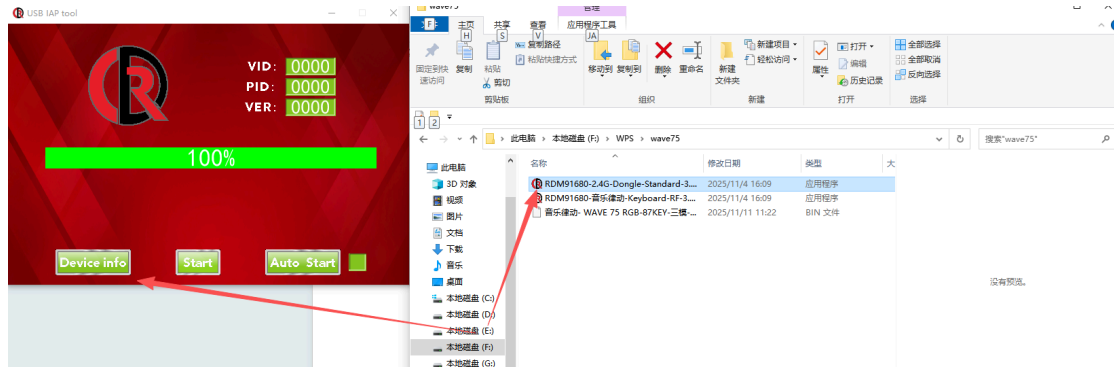 USB IAP tool
VID: 0000
PID: 0000
VER: 0000
100%
Device info
Start
Auto Start
管理
F
主页
共享
查看
应用程序工具
H
S
V
JA
固定到快速访问
复制
粘贴
复制路径
粘贴快捷方式
剪切
剪贴板
移动到
复制到
删除
重命名
组织
新建文件夹
新建项目
轻松访问
新建
属性
打开
编辑
历史记录
打开
全部选择
全部取消
反向选择
选择
1
2
此电脑 › 本地磁盘 (F:) › WPS › wave75
搜索"wave75"
此电脑
3D 对象
视频
图片
文档
下载
音乐
桌面
本地磁盘 (C:)
本地磁盘 (D:)
本地磁盘 (E:)
本地磁盘 (F:)
本地磁盘 (G:)
名称
修改日期
类型
大
RDM91680-2.4G-Dongle-Standard-3.... 2025/11/4 16:09 应用程序
RDM91680-音乐律动-Keyboard-RF-3.... 2025/11/4 16:09 应用程序
音乐律动- WAVE 75 RGB-87KEY-三模-... 2025/11/11 11:22 BIN 文件
没有预览。